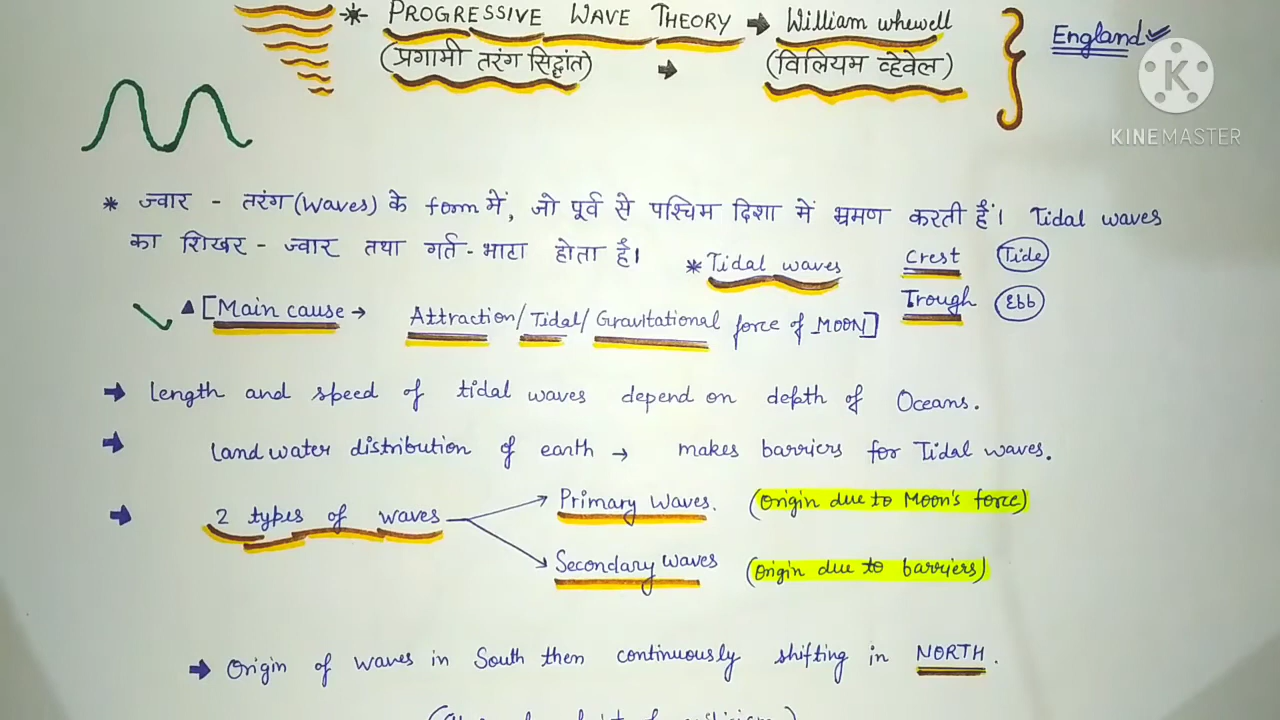 * PROGRESSIVE WAVE THEORY → William whewell
(प्रगामी तरंग सिद्धांत) → (विलियम व्हेवेल)
England
K
KINEMASTER
* ज्वार - तरंग (Waves) के form में, जो पूर्व से पश्चिम दिशा में भ्रमण करती हैं। Tidal waves
का शिखर - ज्वार तथा गर्त - भाटा होता है।
* Tidal waves
Crest Tide
Trough Ebb
[Main cause → Attraction/Tidal/Gravitational force of MOON]
→ Length and speed of tidal waves depend on depth of Oceans.
→ Land water distribution of earth → makes barriers for Tidal waves.
→ 2 types of waves
Primary Waves. (Origin due to Moon's force)
Secondary Waves (Origin due to barriers)
→ Origin of waves in South then continuously shifting in NORTH.